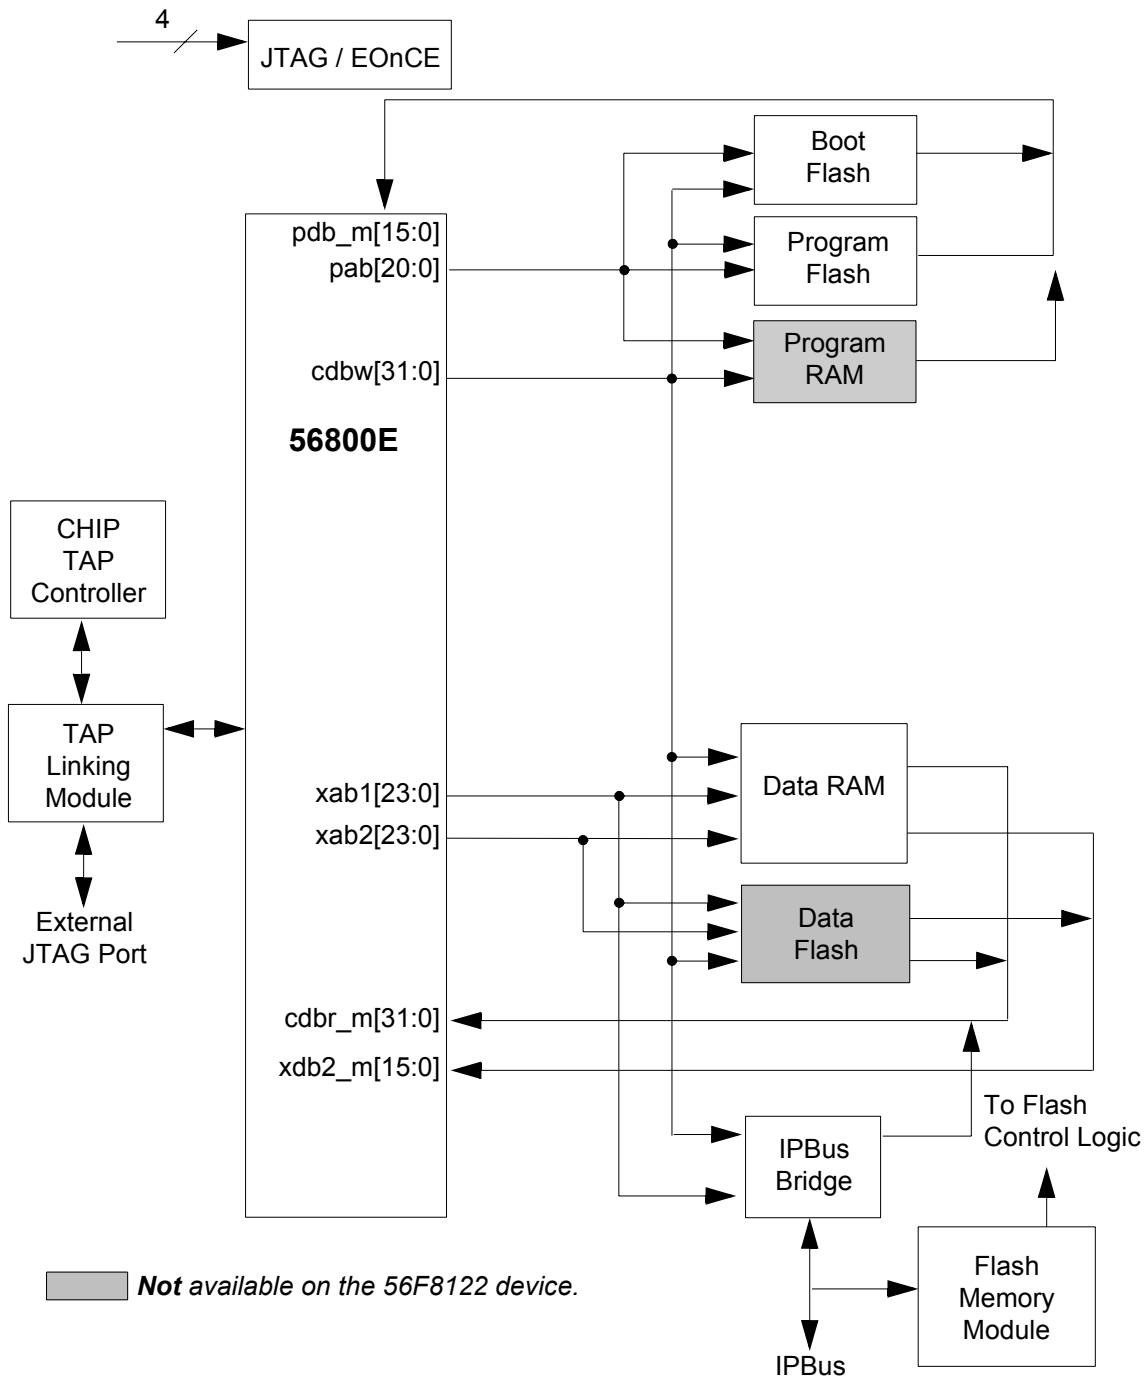 4
JTAG / EOnCE
Boot
Flash
pdb_m[15:0]
pab[20:0]
Program
Flash
cdbw[31:0]
Program
RAM
56800E
CHIP
TAP
Controller
TAP
Linking
Module
External
JTAG Port
xab1[23:0]
xab2[23:0]
Data RAM
Data
Flash
cdbr_m[31:0]
xdb2_m[15:0]
To Flash
Control Logic
IPBus
Bridge
Flash
Memory
Module
IPBus
Not available on the 56F8122 device.